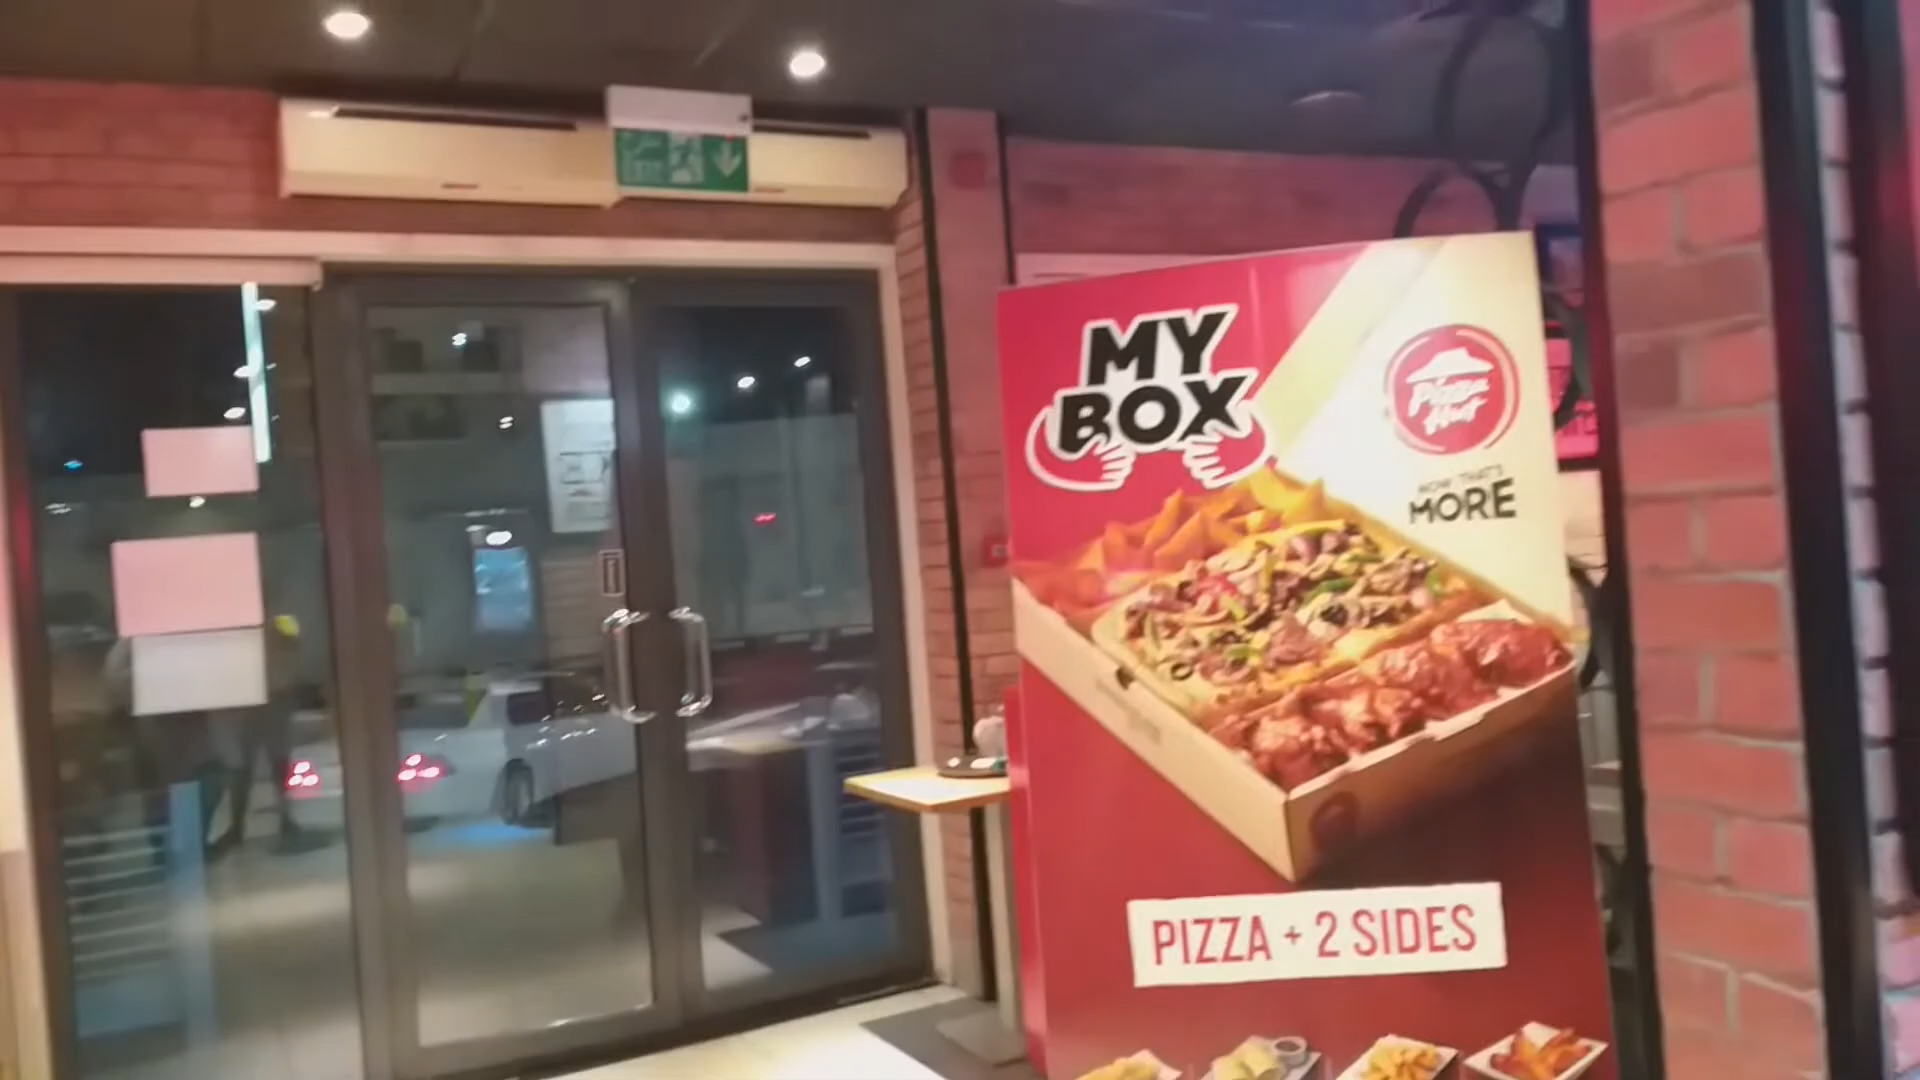 MY
BOX
Pizza
Hut
NOW THAT'S
MORE
PIZZA + 2 SIDES